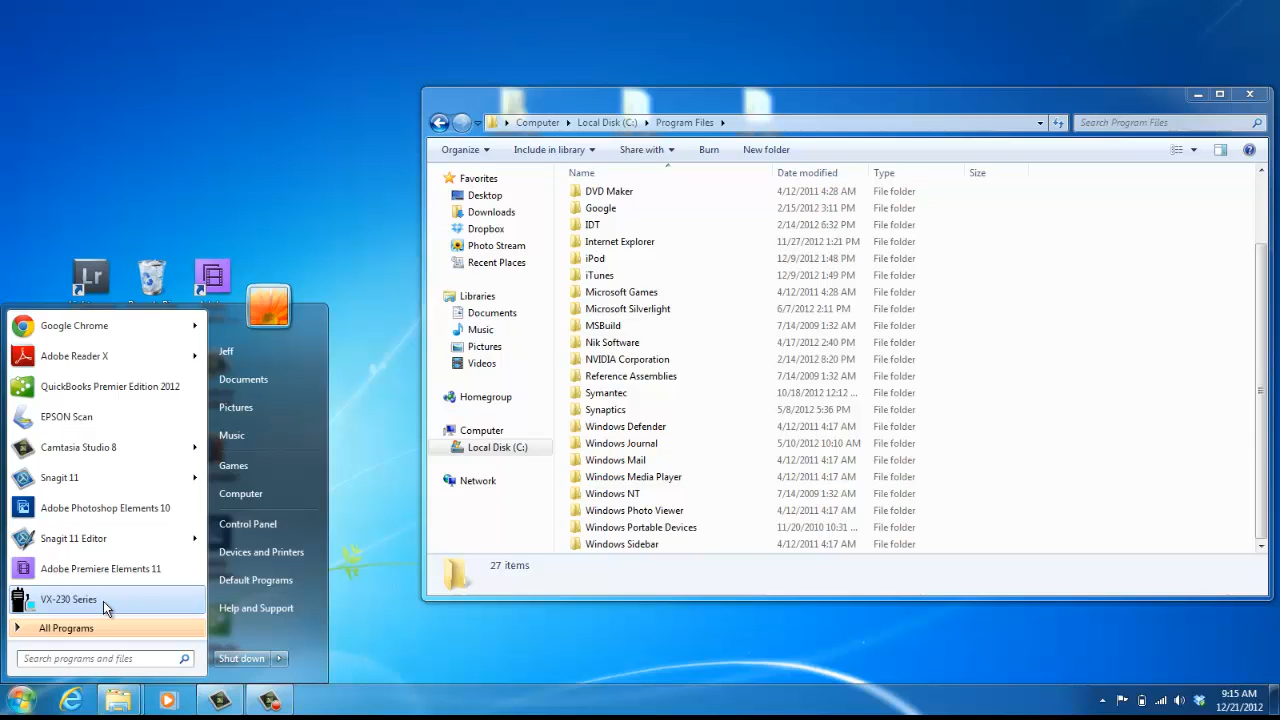 Computer Local Disk (C:) Program Files
Search Program Files
Organize Include in library Share with Burn New folder
Name Date modified Type Size
Favorites
Desktop
Downloads
Dropbox
Photo Stream
Recent Places
Libraries
Documents
Music
Pictures
Videos
Homegroup
Computer
Local Disk (C:)
Network
DVD Maker 4/12/2011 4:28 AM File folder
Google 2/15/2012 3:11 PM File folder
IDT 2/14/2012 6:32 PM File folder
Internet Explorer 11/27/2012 1:21 PM File folder
iPod 12/9/2012 1:48 PM File folder
iTunes 12/9/2012 1:49 PM File folder
Microsoft Games 4/12/2011 4:28 AM File folder
Microsoft Silverlight 6/7/2012 2:11 PM File folder
MSBuild 7/14/2009 1:32 AM File folder
Nik Software 4/17/2012 2:40 PM File folder
NVIDIA Corporation 2/14/2012 8:20 PM File folder
Reference Assemblies 7/14/2009 1:32 AM File folder
Symantec 10/18/2012 12:12 ... File folder
Synaptics 5/8/2012 5:36 PM File folder
Windows Defender 4/12/2011 4:17 AM File folder
Windows Journal 5/10/2012 10:10 AM File folder
Windows Mail 4/12/2011 4:17 AM File folder
Windows Media Player 4/12/2011 4:17 AM File folder
Windows NT 7/14/2009 1:32 AM File folder
Windows Photo Viewer 4/12/2011 4:17 AM File folder
Windows Portable Devices 11/20/2010 10:31 ... File folder
Windows Sidebar 4/12/2011 4:17 AM File folder
27 items
Lr
Google Chrome
Adobe Reader X
QuickBooks Premier Edition 2012
EPSON Scan
Camtasia Studio 8
Snagit 11
Adobe Photoshop Elements 10
Snagit 11 Editor
Adobe Premiere Elements 11
VX-230 Series
All Programs
Search programs and files
Jeff
Documents
Pictures
Music
Games
Computer
Control Panel
Devices and Printers
Default Programs
Help and Support
Shut down
9:15 AM
12/21/2012